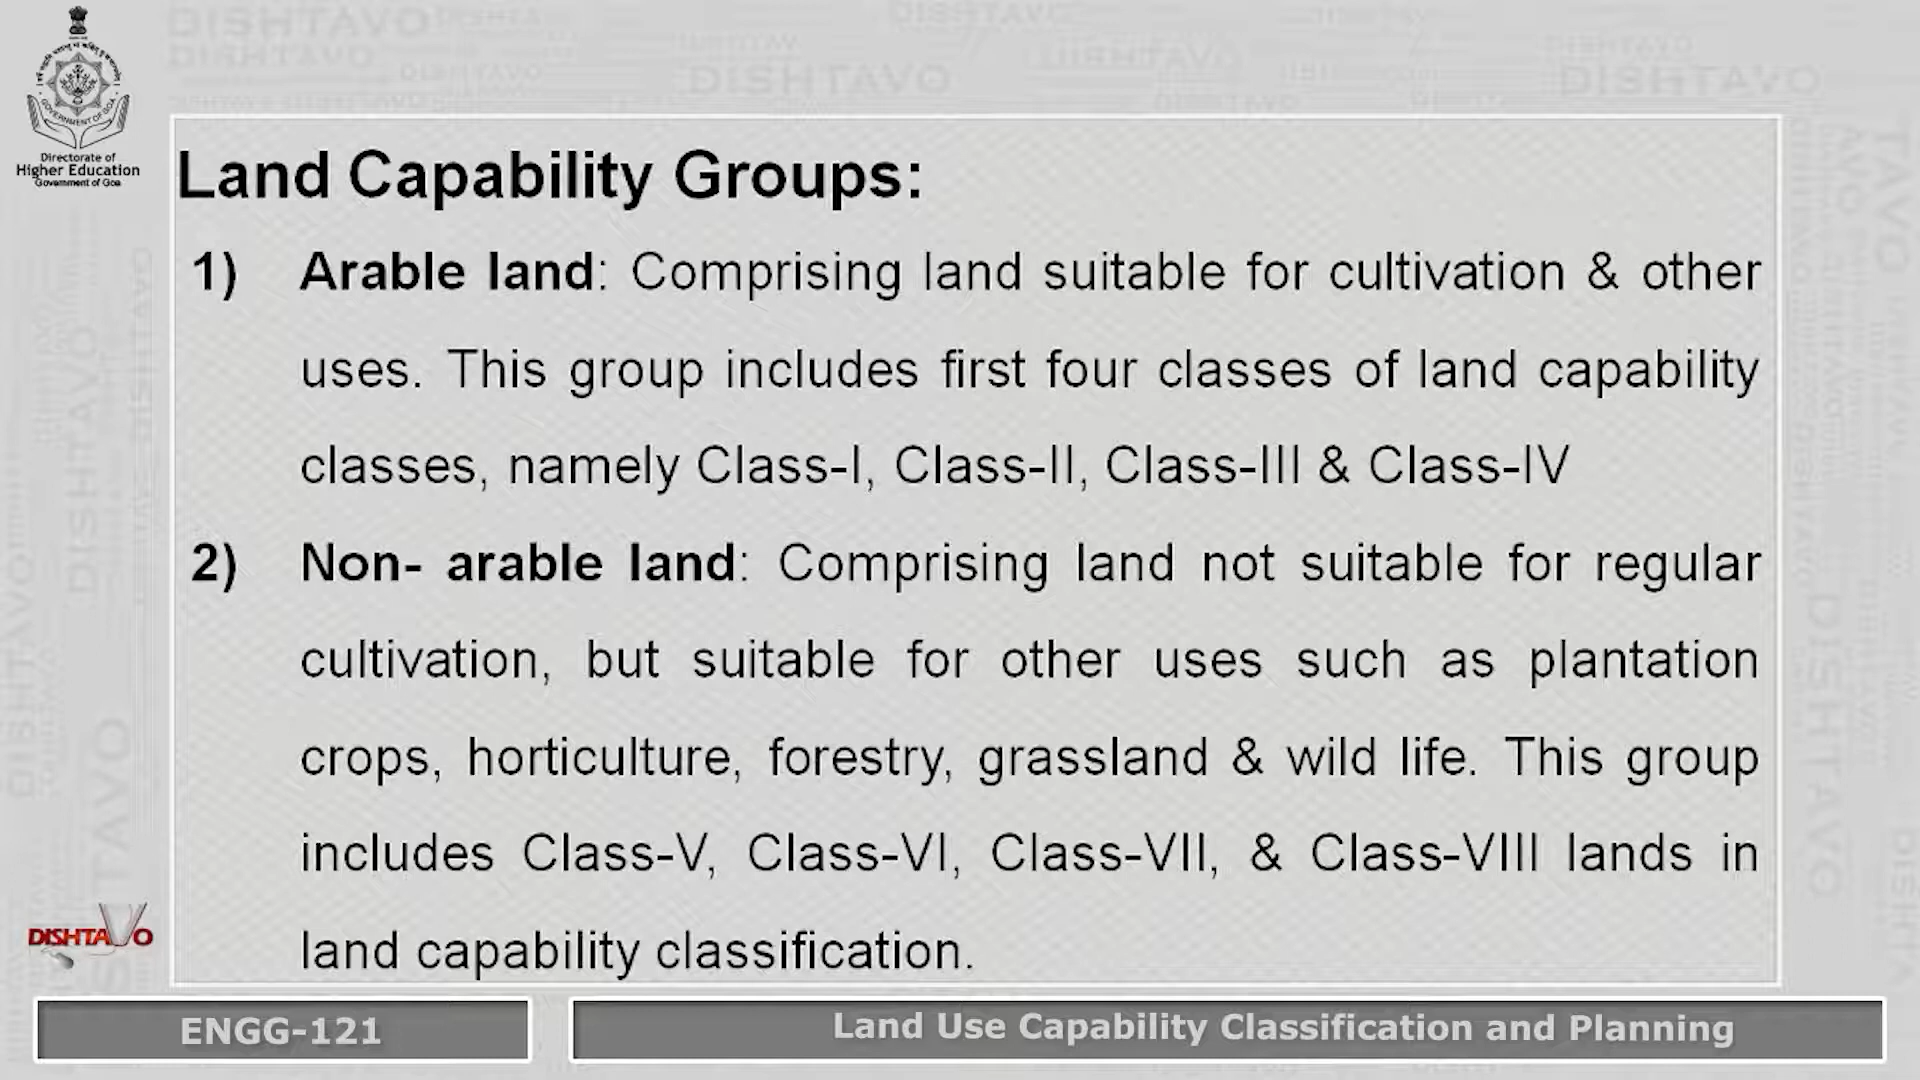 Directorate of
Higher Education
Government of Goa
Land Capability Groups:
1) Arable land: Comprising land suitable for cultivation & other
uses. This group includes first four classes of land capability
classes, namely Class-I, Class-II, Class-III & Class-IV
2) Non- arable land: Comprising land not suitable for regular
cultivation, but suitable for other uses such as plantation
crops, horticulture, forestry, grassland & wild life. This group
includes Class-V, Class-VI, Class-VII, & Class-VIII lands in
land capability classification.
DISHTAVO
ENGG-121
Land Use Capability Classification and Planning